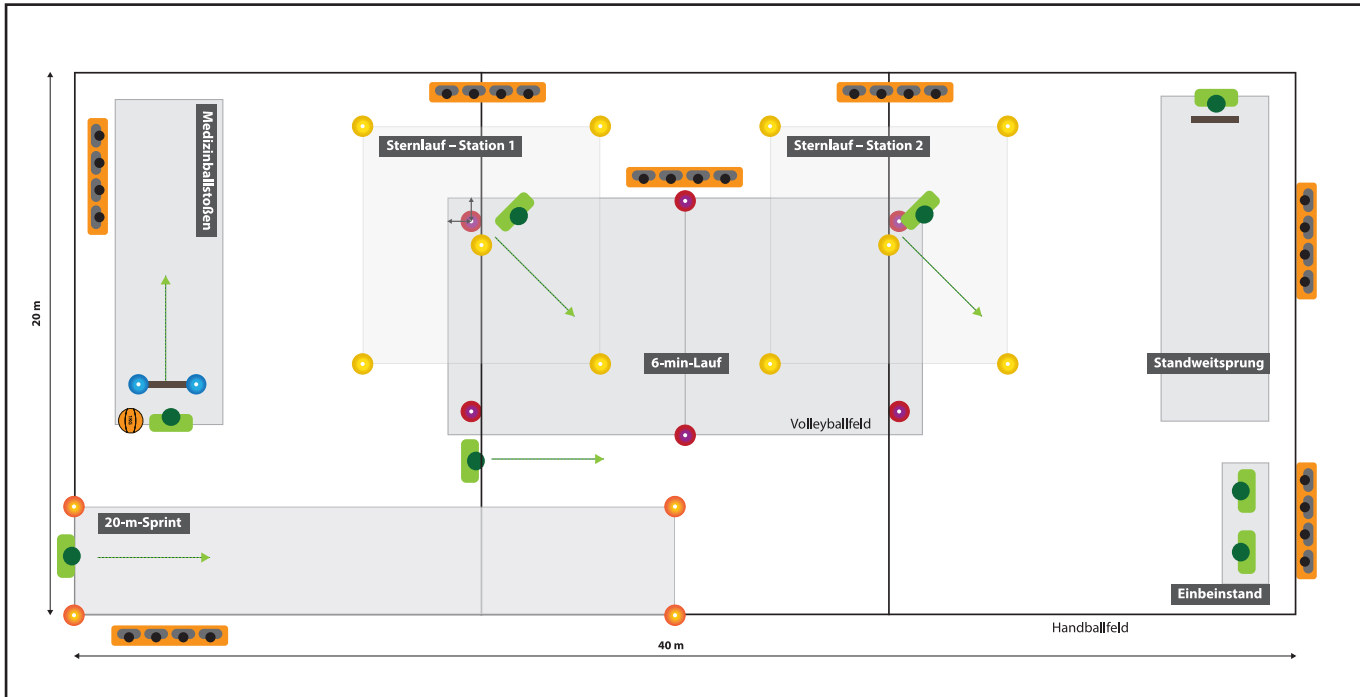 20 m
Medizinballstoßen
Sternlauf – Station 1
Sternlauf – Station 2
6-min-Lauf
Standweitsprung
Volleyballfeld
20-m-Sprint
Einbeinstand
Handballfeld
40 m